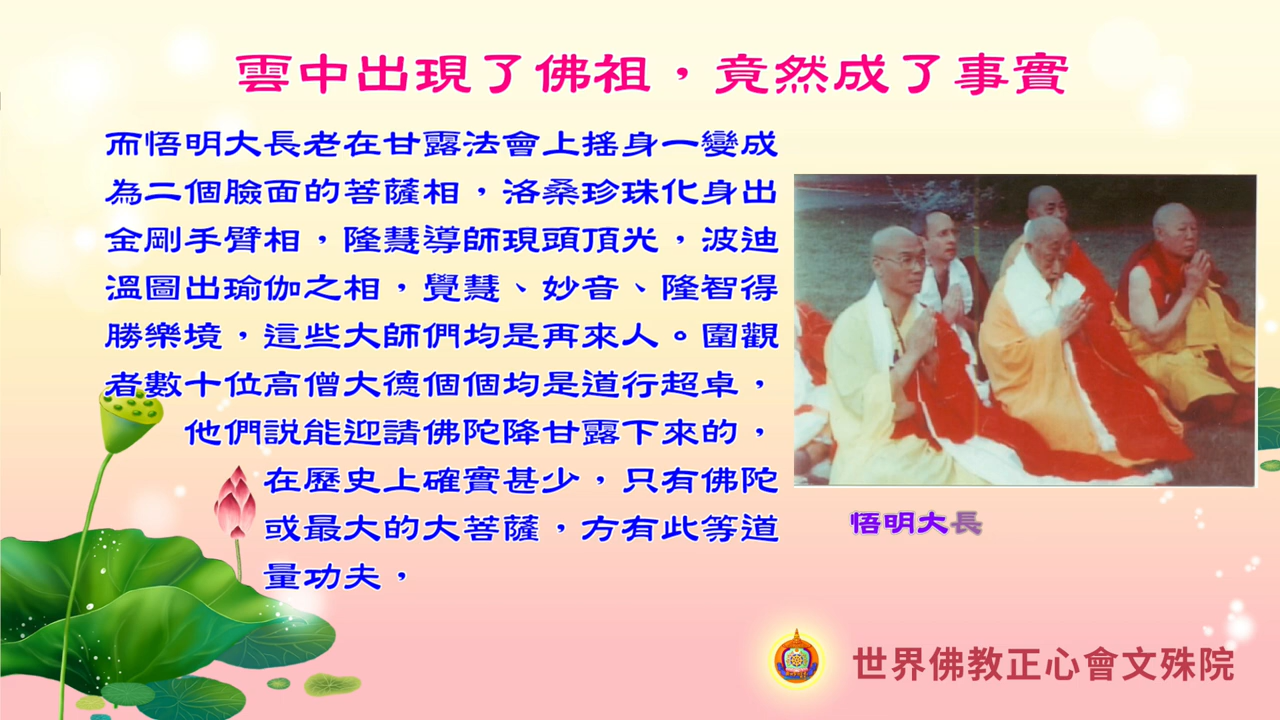 雲中出現了佛祖，竟然成了事實
而悟明大長老在甘露法會上搖身一變成
為二個臉面的菩薩相，洛桑珍珠化身出
金剛手臂相，隆慧導師現頭頂光，波迪
溫圖出瑜伽之相，覺慧、妙音、隆智得
勝樂境，這些大師們均是再來人。圍觀
者數十位高僧大德個個均是道行超卓，
他們說能迎請佛陀降甘露下來的，
在歷史上確實甚少，只有佛陀
或最大的大菩薩，方有此等道
量功夫，
悟明大長
世界佛教正心會文殊院